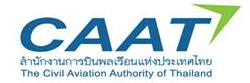 CAAT
สำนักงานการบินพลเรือนแห่งประเทศไทย
The Civil Aviation Authority of Thailand